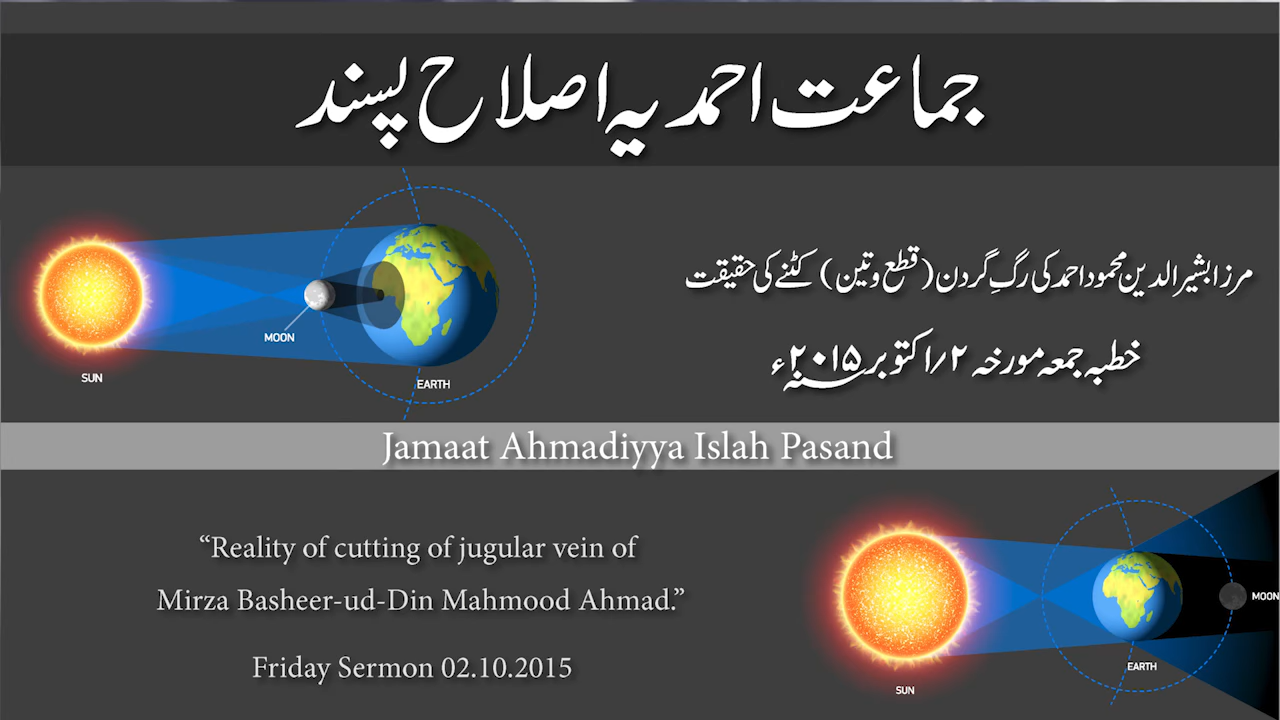 جماعت احمدیہ اصلاح پسند
مرزا بشیر الدین محمود احمد کی رگِ گردن (قطع وتین) کٹنے کی حقیقت
خطبہ جمعہ مورخہ ۲/اکتوبر ۲۰۱۵ء
MOON
SUN
EARTH
Jamaat Ahmadiyya Islah Pasand
“Reality of cutting of jugular vein of
Mirza Basheer-ud-Din Mahmood Ahmad.”
Friday Sermon 02.10.2015
MOON
EARTH
SUN